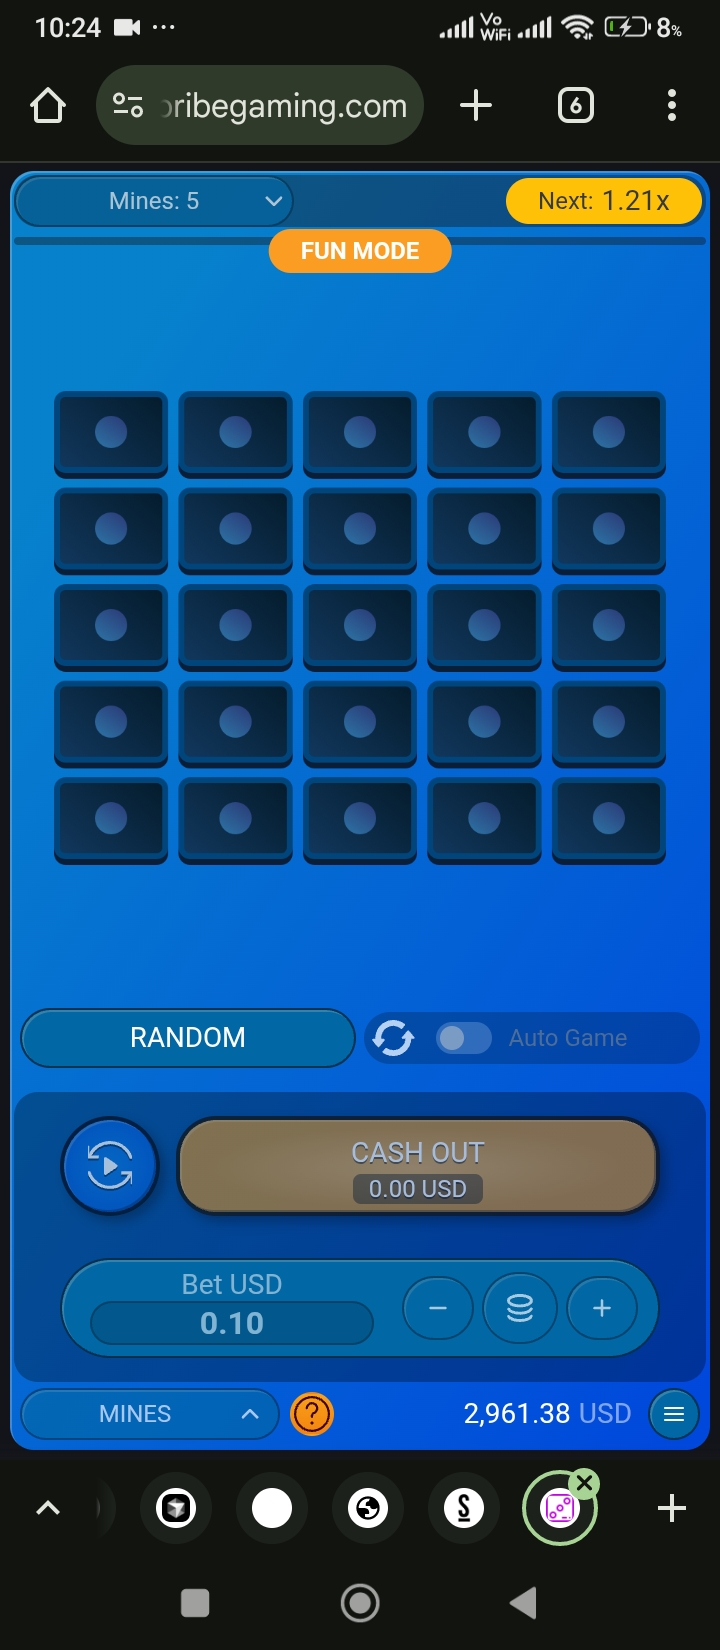 10:24 Vo WiFi 8%
ribegaming.com 6
Mines: 5 Next: 1.21x
FUN MODE
RANDOM Auto Game
CASH OUT
0.00 USD
Bet USD
0.10
MINES ? 2,961.38 USD